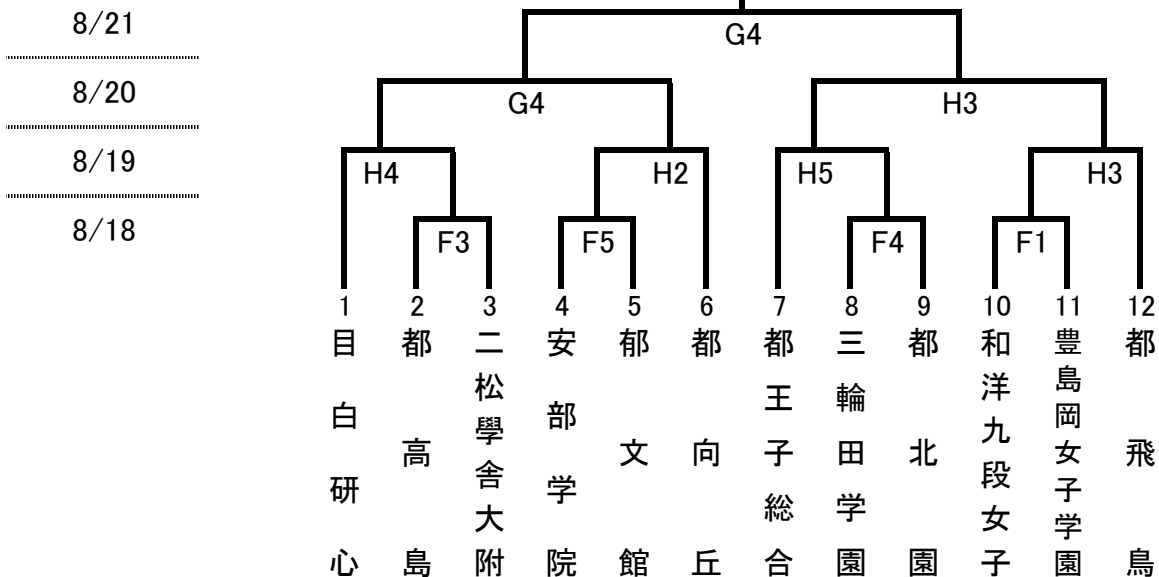 8/21
G4
8/20
G4 H3
8/19
H4 H2 H5 H3
8/18
F3 F5 F4 F1
1 2 3 4 5 6 7 8 9 10 11 12
目白研心
都高島
二松學舎大附
安部学院
郁文館
都向丘
都王子総合
三輪田学園
都北園
和洋九段女子
豊島岡女子学園
都飛鳥